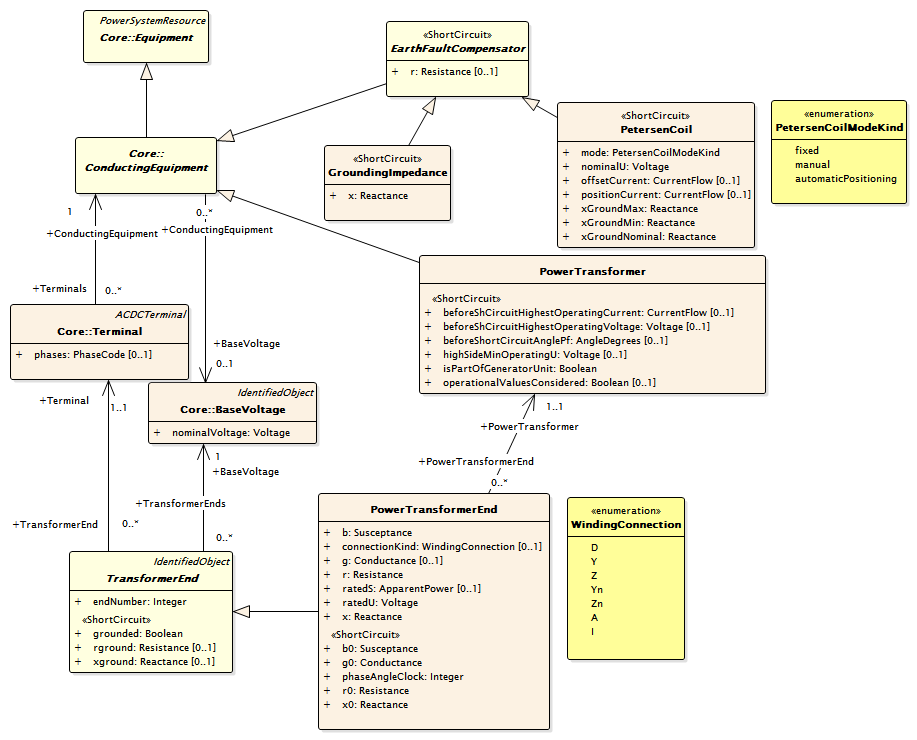 PowerSystemResource
Core::Equipment
«ShortCircuit»
EarthFaultCompensator
+ r: Resistance [0..1]
Core::
ConductingEquipment
«ShortCircuit»
GroundingImpedance
+ x: Reactance
«ShortCircuit»
PetersenCoil
+ mode: PetersenCoilModeKind
+ nominalU: Voltage
+ offsetCurrent: CurrentFlow [0..1]
+ positionCurrent: CurrentFlow [0..1]
+ xGroundMax: Reactance
+ xGroundMin: Reactance
+ xGroundNominal: Reactance
«enumeration»
PetersenCoilModeKind
fixed
manual
automaticPositioning
1
+ConductingEquipment
0..*
+ConductingEquipment
+Terminals
0..*
ACDCTerminal
Core::Terminal
+ phases: PhaseCode [0..1]
PowerTransformer
«ShortCircuit»
+ beforeShCircuitHighestOperatingCurrent: CurrentFlow [0..1]
+ beforeShCircuitHighestOperatingVoltage: Voltage [0..1]
+ beforeShortCircuitAnglePf: AngleDegrees [0..1]
+ highSideMinOperatingU: Voltage [0..1]
+ isPartOfGeneratorUnit: Boolean
+ operationalValuesConsidered: Boolean [0..1]
+BaseVoltage
0..1
IdentifiedObject
Core::BaseVoltage
+ nominalVoltage: Voltage
+Terminal
1..1
1
+BaseVoltage
1..1
+PowerTransformer
+PowerTransformerEnd
0..*
+TransformerEnds
0..*
+TransformerEnd
0..*
IdentifiedObject
TransformerEnd
+ endNumber: Integer
«ShortCircuit»
+ grounded: Boolean
+ rground: Resistance [0..1]
+ xground: Reactance [0..1]
PowerTransformerEnd
+ b: Susceptance
+ connectionKind: WindingConnection [0..1]
+ g: Conductance [0..1]
+ r: Resistance
+ ratedS: ApparentPower [0..1]
+ ratedU: Voltage
+ x: Reactance
«ShortCircuit»
+ b0: Susceptance
+ g0: Conductance
+ phaseAngleClock: Integer
+ r0: Resistance
+ x0: Reactance
«enumeration»
WindingConnection
D
Y
Z
Yn
Zn
A
I